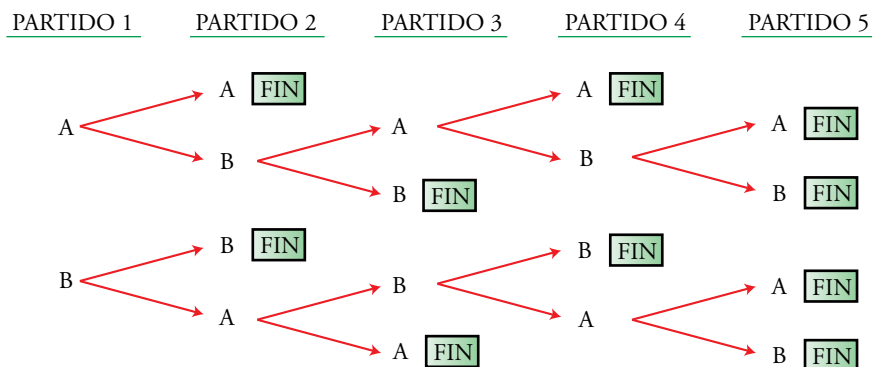 PARTIDO 1 PARTIDO 2 PARTIDO 3 PARTIDO 4 PARTIDO 5
A FIN A FIN
A A A FIN
B B
B FIN B FIN
B FIN B FIN
B B A FIN
A A
A FIN B FIN